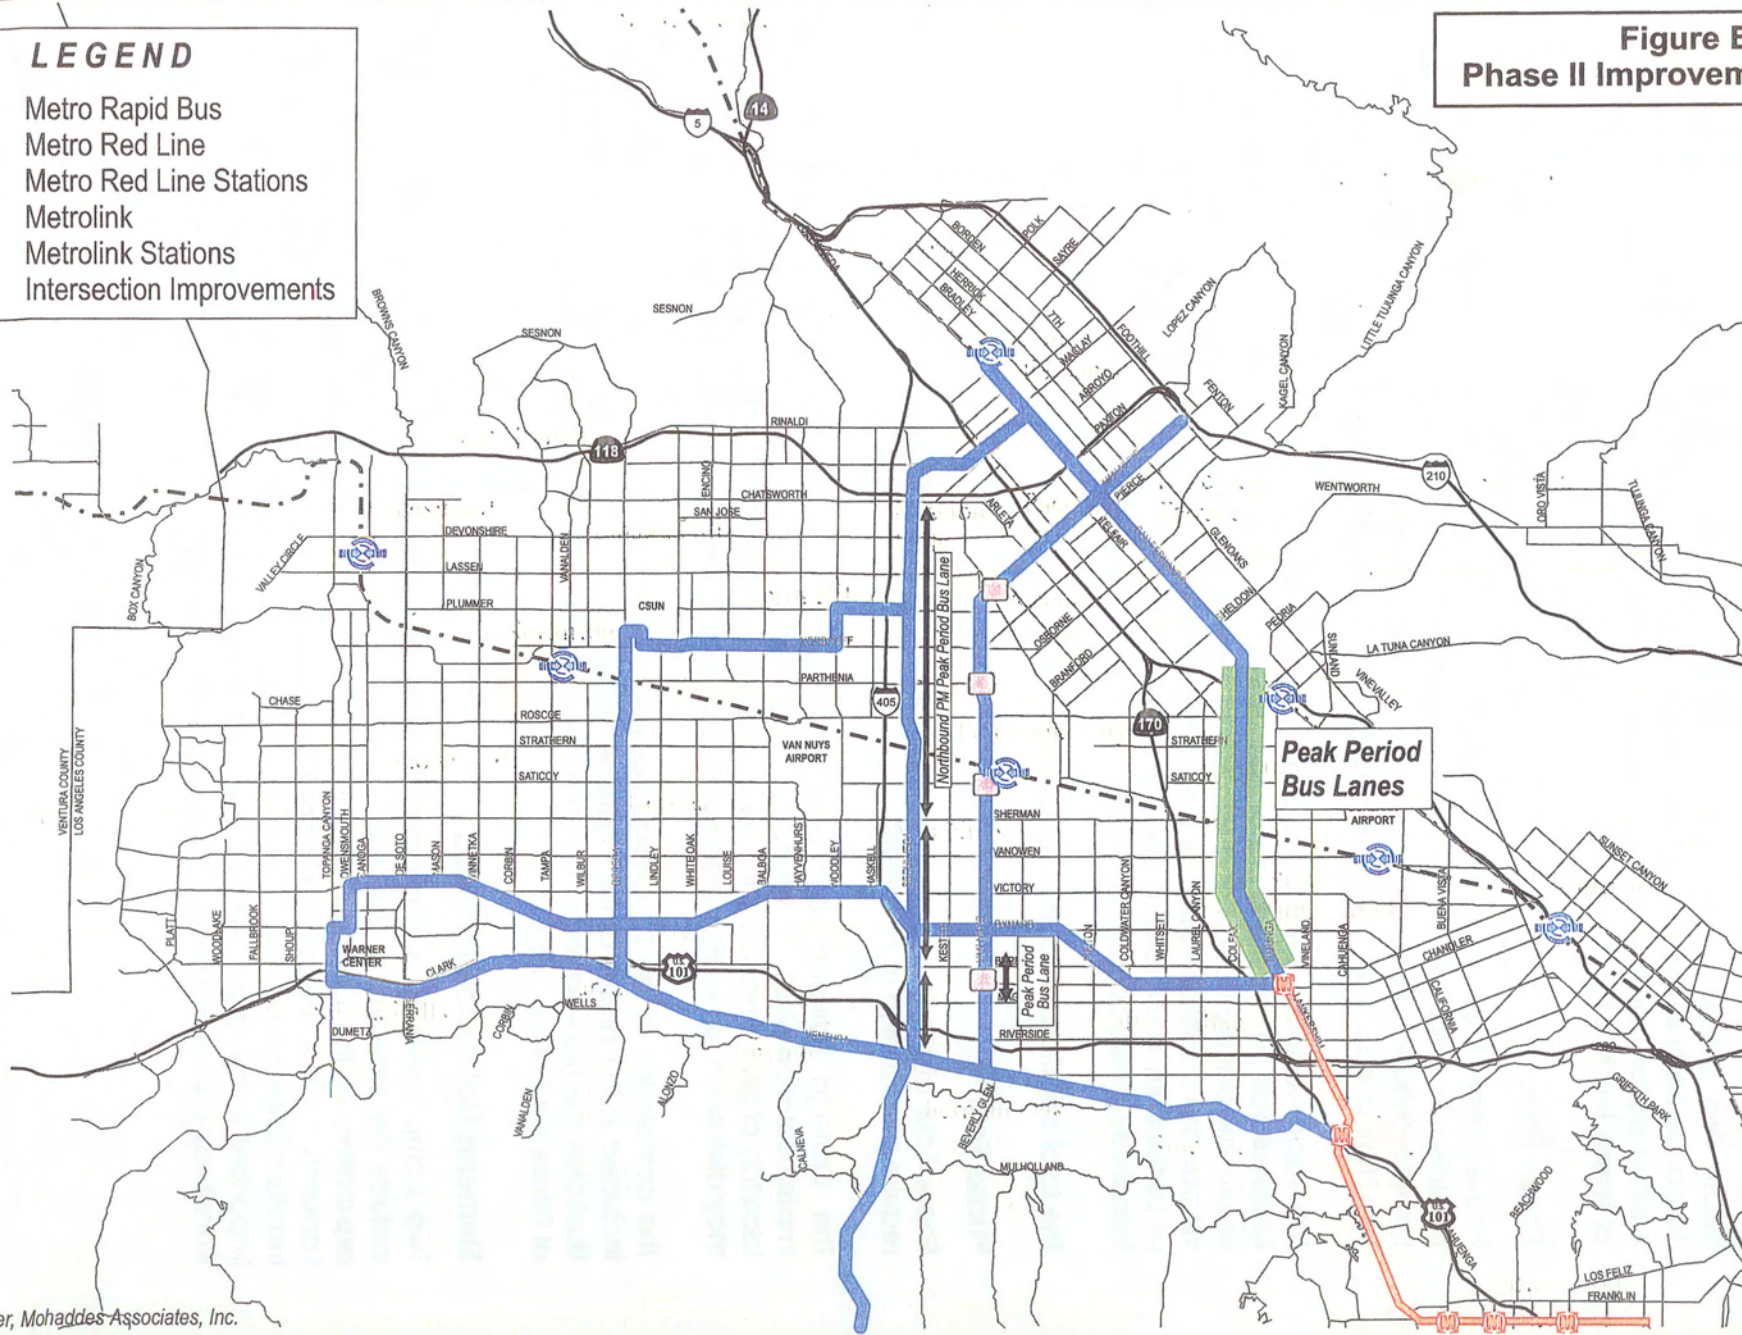 LEGEND
Metro Rapid Bus
Metro Red Line
Metro Red Line Stations
Metrolink
Metrolink Stations
Intersection Improvements
Figure
Phase II
14
5
BORDEN
POLK
SAYRE
HERRICK
BRADLEY
7TH
MACLAY
FOOTHILL
ARROYO
PAXTON
LOPEZ CANYON
LITTLE TUJUNGA CANYON
KAGEL CANYON
FENTON
BROWNS CANYON
SESNON
SESNON
RINALDI
118
210
ENCINO
CHATSWORTH
SAN JOSE
ARLETA
PIERCE
TELFAIR
GLENOAKS
WENTWORTH
ORO VISTA
TUJUNGA CANYON
DEVONSHIRE
VALLEY CIRCLE
LASSEN
VANALDEN
BOX CANYON
PLUMMER
CSUN
Northbound PM Peak Period Bus Lane
OSBORNE
BRANFORD
SHELDON
PEORIA
SUNLAND
LA TUNA CANYON
VINEVALLEY
PARTHENIA
CHASE
ROSCOE
405
170
STRATHERN
STRATHERN
VAN NUYS
AIRPORT
SATICOY
SATICOY
Peak Period
Bus Lanes
AIRPORT
VENTURA COUNTY
LOS ANGELES COUNTY
SHERMAN
VANOWEN
VICTORY
SUNSET CANYON
TOPANGA CANYON
OWENSMOUTH
CANOGA
DE SOTO
MASON
WINNETKA
CORBIN
TAMPA
WILBUR
LINDLEY
WHITE OAK
LOUISE
BALBOA
HAYVENHURST
WOODLEY
HASKELL
COLDWATER CANYON
WHITSETT
LAUREL CANYON
VINELAND
CAHUENGA
BUENA VISTA
PLATT
WOODLAKE
FALLBROOK
SHOUP
WARNER
CENTER
CLARK
U.S.
101
KESTER
Peak Period
Bus Lane
CHANDLER
CALIFORNIA
LANKERSHIM
WELLS
CORBIN
DUMETZ
VENTURA
RIVERSIDE
VANALDEN
ALONZO
CALNEVA
BEVERLY GLEN
MULHOLLAND
GRIFFITH PARK
BEACHWOOD
U.S.
101
LOS FELIZ
FRANKLIN
Mohaddes Associates, Inc.